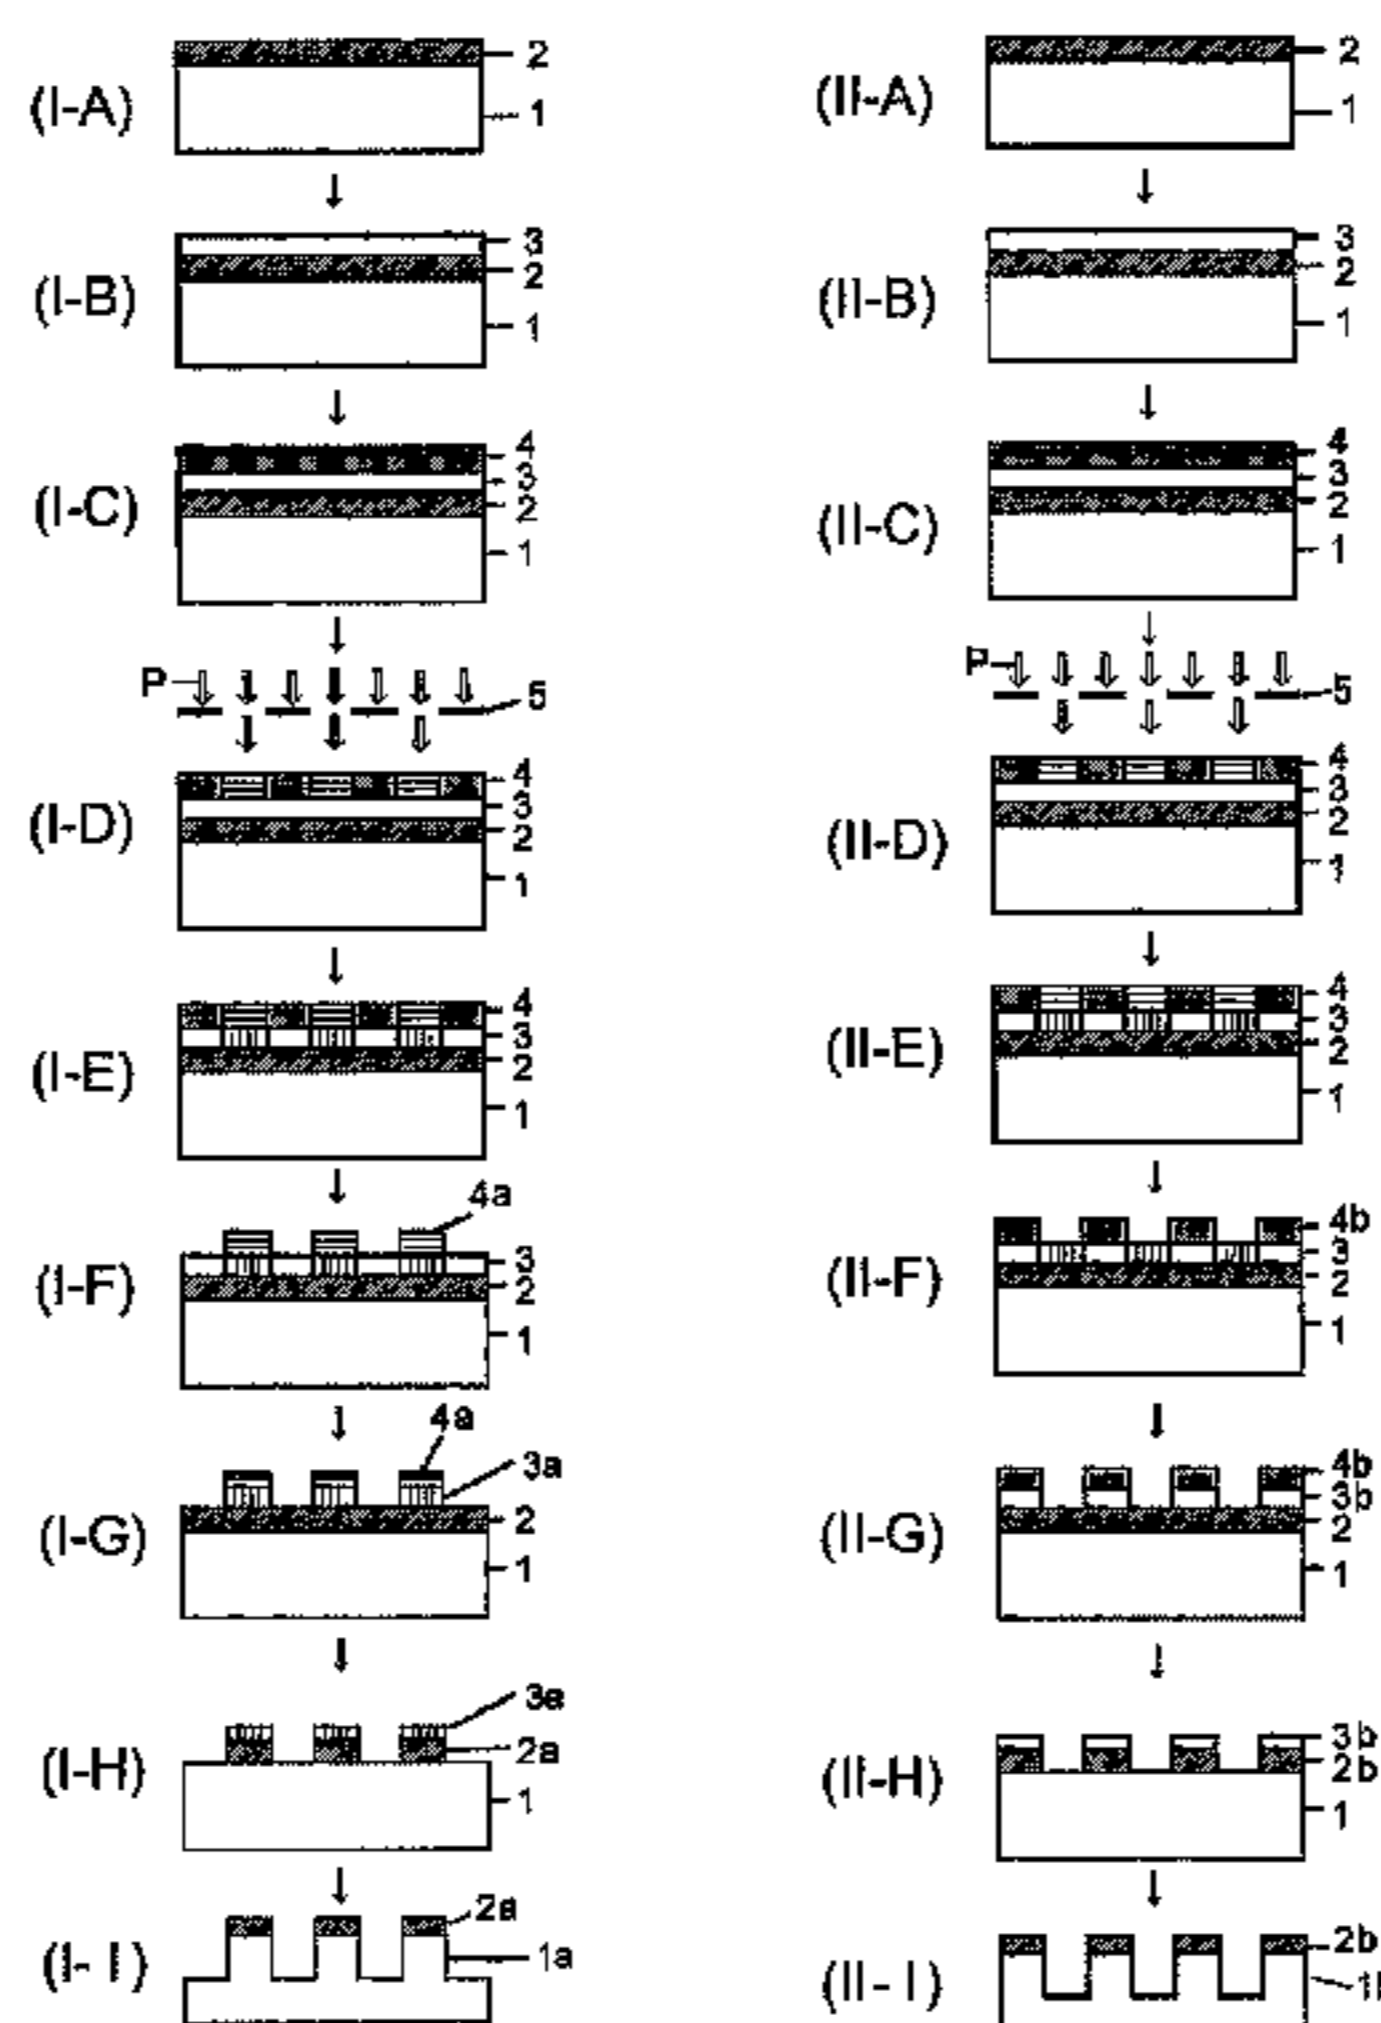 (I-A) 2 1
(II-A) 2 1
(I-B) 3 2 1
(II-B) 3 2 1
(I-C) 4 3 2 1
(II-C) 4 3 2 1
P 5
P 5
(I-D) 4 3 2 1
(II-D) 4 3 2 1
(I-E) 4 3 2 1
(II-E) 4 3 2 1
(I-F) 4a 3 2 1
(II-F) 4b 3 2 1
(I-G) 4a 3a 2 1
(II-G) 4b 3b 2 1
(I-H) 3a 2a 1
(II-H) 3b 2b 1
(I-I) 2a 1a
(II-I) 2b